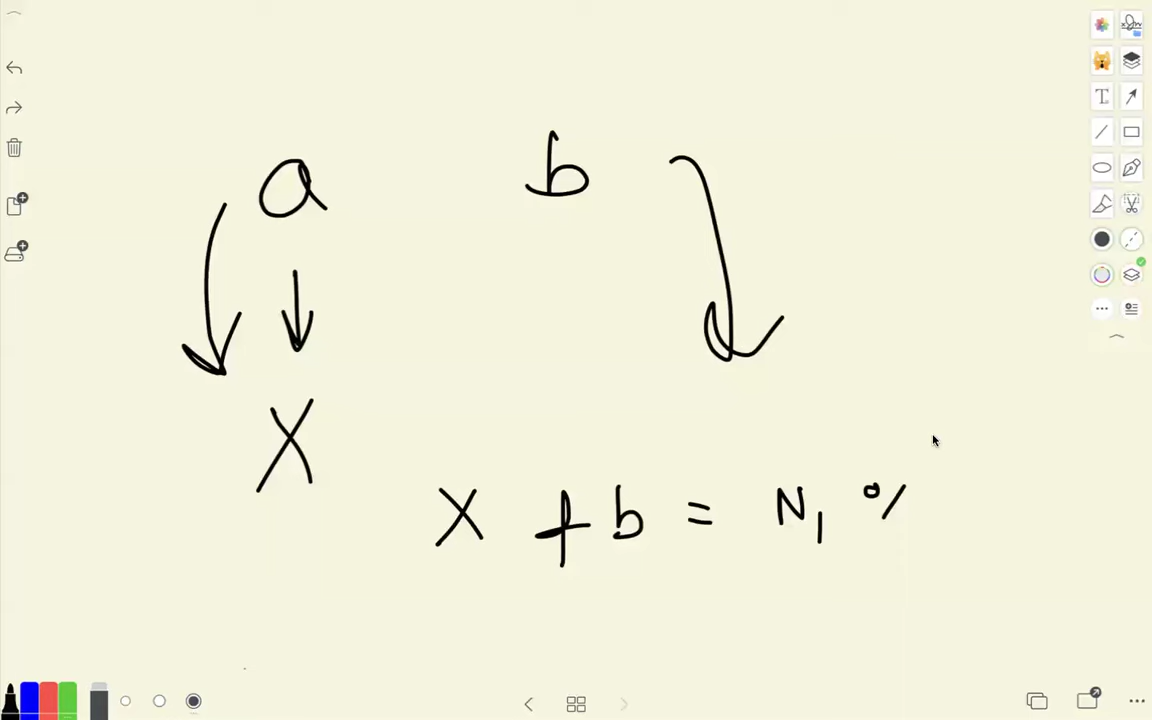 a b
X
X + b = N1 %